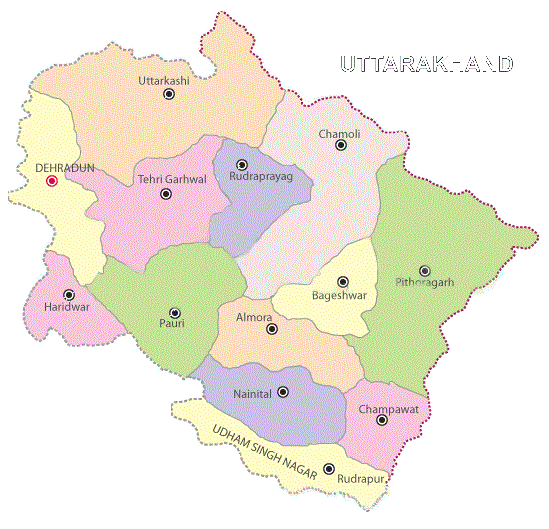 UTTARAKHAND
Uttarkashi
Chamoli
DEHRADUN
Tehri Garhwal
Rudraprayag
Pithoragarh
Haridwar
Bageshwar
Pauri
Almora
Nainital
Champawat
UDHAM SINGH NAGAR
Rudrapur